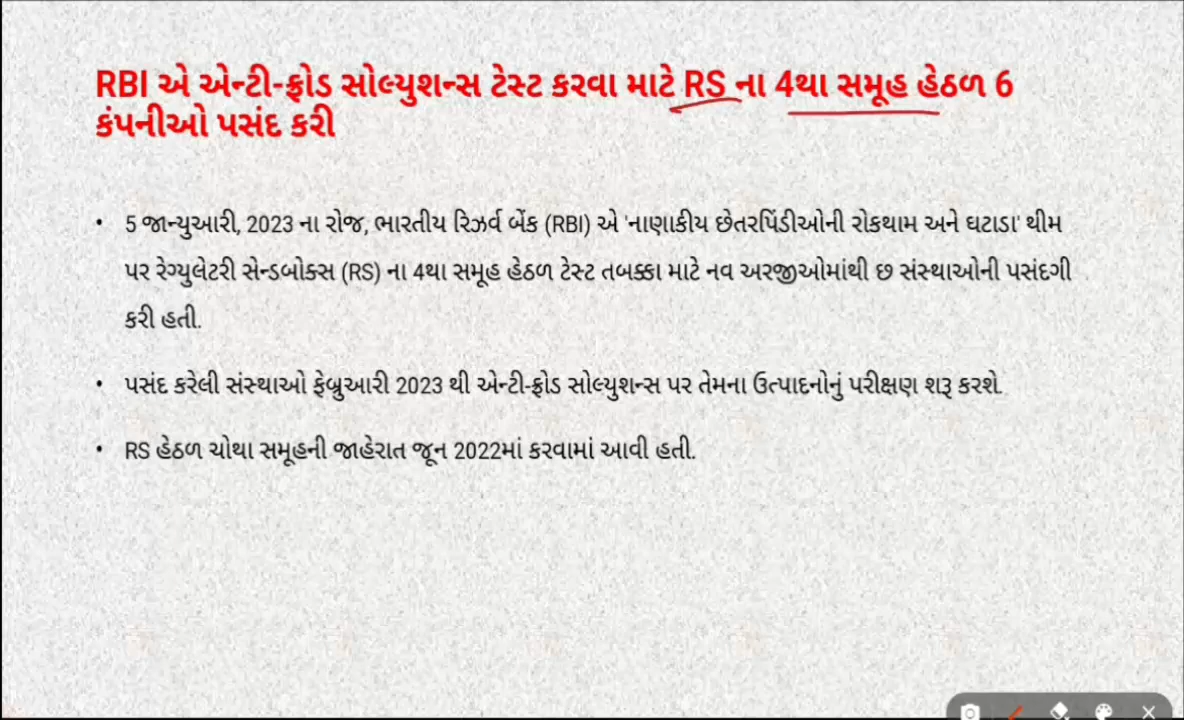 RBI એ એન્ટી-ફ્રોડ સોલ્યુશન્સ ટેસ્ટ કરવા માટે RS ના 4થા સમૂહ હેઠળ 6
કંપનીઓ પસંદ કરી
• 5 જાન્યુઆરી, 2023 ના રોજ, ભારતીય રિઝર્વ બેંક (RBI) એ 'નાણાકીય છેતરપિંડીઓની રોકથામ અને ઘટાડા' થીમ
પર રેગ્યુલેટરી સેન્ડબોક્સ (RS) ના 4થા સમૂહ હેઠળ ટેસ્ટ તબક્કા માટે નવ અરજીઓમાંથી છ સંસ્થાઓની પસંદગી
કરી હતી.
• પસંદ કરેલી સંસ્થાઓ ફેબ્રુઆરી 2023 થી એન્ટી-ફ્રોડ સોલ્યુશન્સ પર તેમના ઉત્પાદનોનું પરીક્ષણ શરૂ કરશે.
• RS હેઠળ ચોથા સમૂહની જાહેરાત જૂન 2022માં કરવામાં આવી હતી.